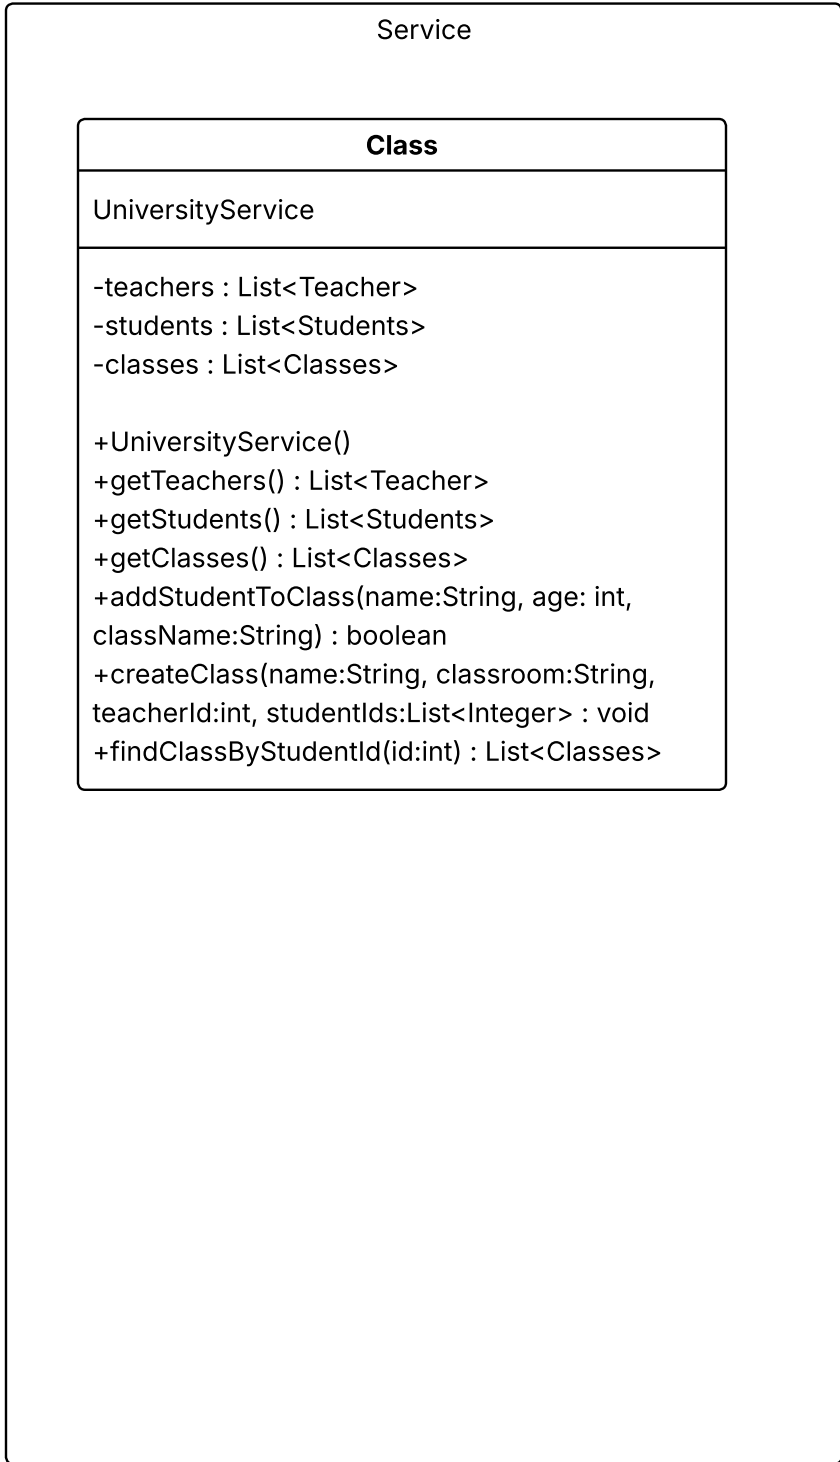 Service
Class
UniversityService
-teachers : List<Teacher>
-students : List<Students>
-classes : List<Classes>
+UniversityService()
+getTeachers() : List<Teacher>
+getStudents() : List<Students>
+getClasses() : List<Classes>
+addStudentToClass(name:String, age: int,
className:String) : boolean
+createClass(name:String, classroom:String,
teacherId:int, studentIds:List<Integer> : void
+findClassByStudentId(id:int) : List<Classes>